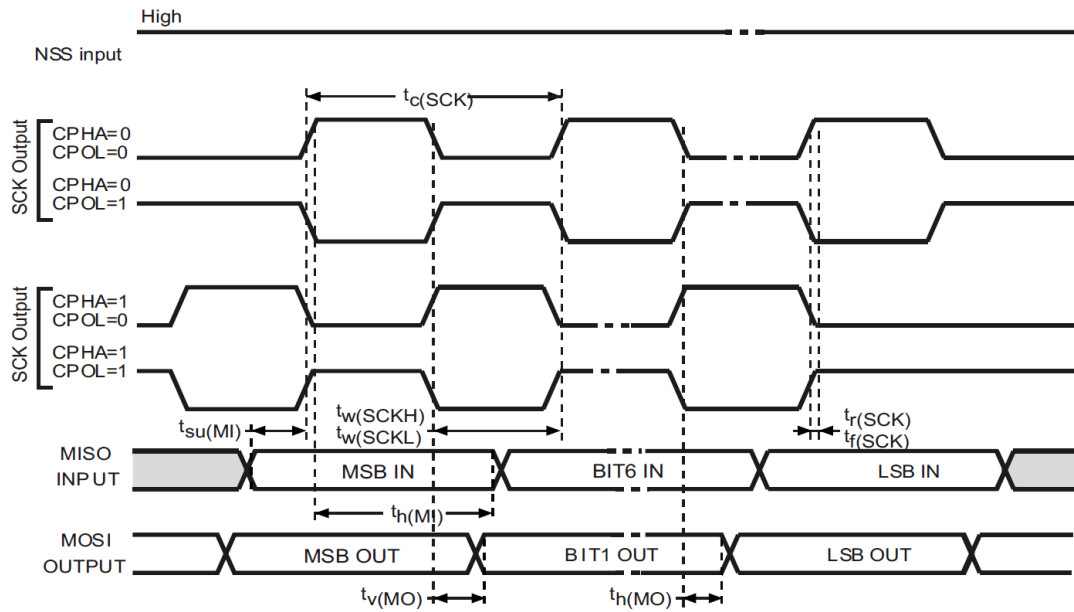 High
NSS input
tc(SCK)
SCK Output
CPHA=0
CPOL=0
CPHA=0
CPOL=1
SCK Output
CPHA=1
CPOL=0
CPHA=1
CPOL=1
tsu(MI)
tw(SCKH)
tw(SCKL)
tr(SCK)
tf(SCK)
MISO
INPUT
MSB IN
BIT6 IN
LSB IN
th(MI)
MOSI
OUTPUT
MSB OUT
BIT1 OUT
LSB OUT
tv(MO)
th(MO)